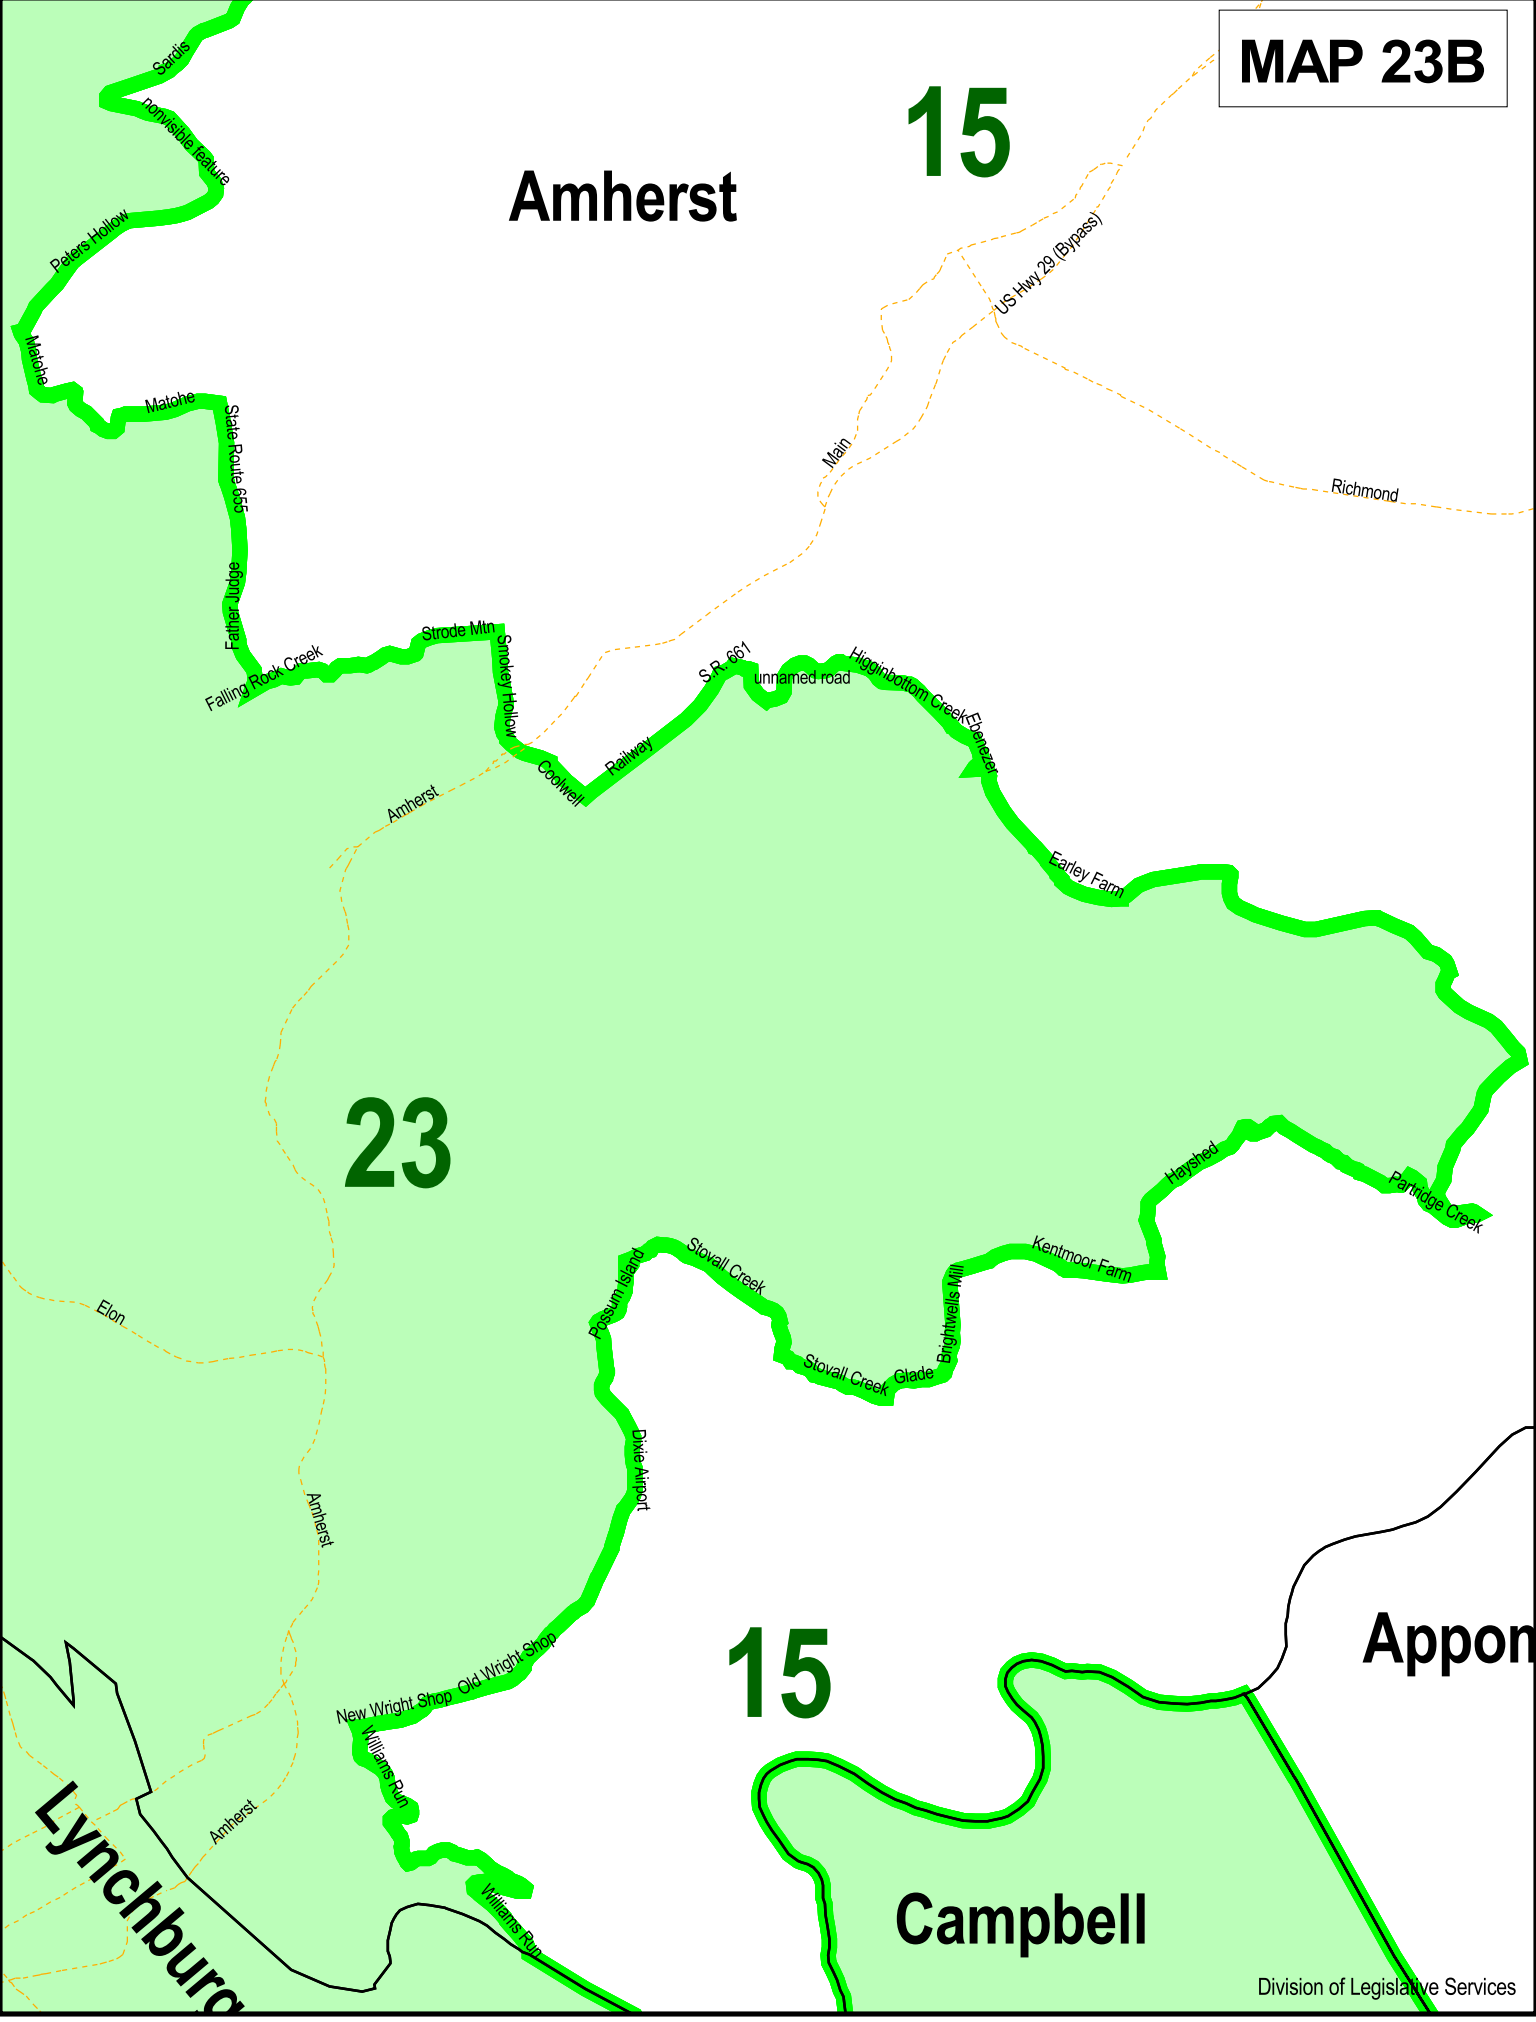 MAP 23B
Sardis
nonvisible feature
15
Amherst
Peters Hollow
US Hwy 29 (Bypass)
Matohe
Matohe
State Route 655
Main
Richmond
Father Judge
Falling Rock Creek
Strode Mtn
Smokey Hollow
S.R. 661
unnamed road
Higginbottom Creek
Ebenezer
Railway
Coolwell
Amherst
Earley Farm
23
Hayshed
Partridge Creek
Stovall Creek
Kentmoor Farm
Possum Island
Brightwells Mill
Elon
Stovall Creek
Glade
Dixie Airport
Amherst
15
Appom
Old Wright Shop
New Wright Shop
Williams Run
Amherst
Lynchburg
Campbell
Williams Run
Division of Legislative Services